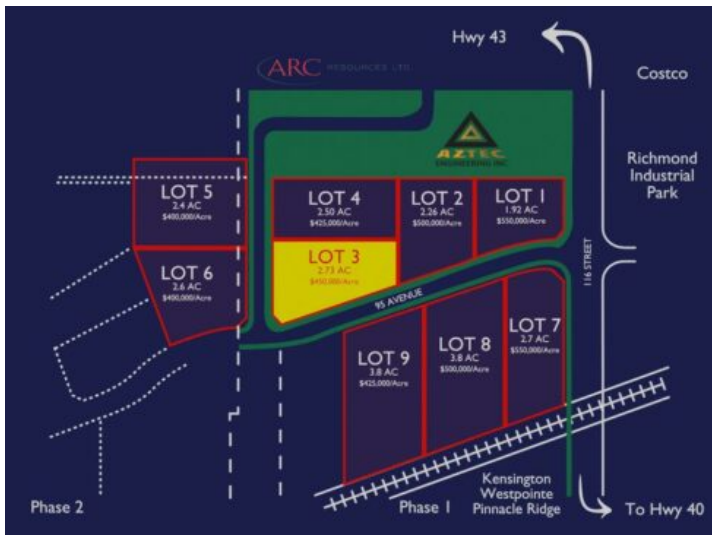 Hwy 43
ARC RESOURCES LTD.
Costco
AZTEC
ENGINEERING INC
Richmond
Industrial
Park
LOT 5
2.4 AC
$400,000/Acre
LOT 4
2.50 AC
$425,000/Acre
LOT 2
2.26 AC
$500,000/Acre
LOT 1
1.92 AC
$550,000/Acre
LOT 3
2.73 AC
$450,000/Acre
LOT 6
2.6 AC
$400,000/Acre
116 STREET
95 AVENUE
LOT 7
2.7 AC
$550,000/Acre
LOT 8
3.8 AC
$500,000/Acre
LOT 9
3.8 AC
$425,000/Acre
Kensington
Westpointe
Pinnacle Ridge
Phase 2
Phase 1
To Hwy 40